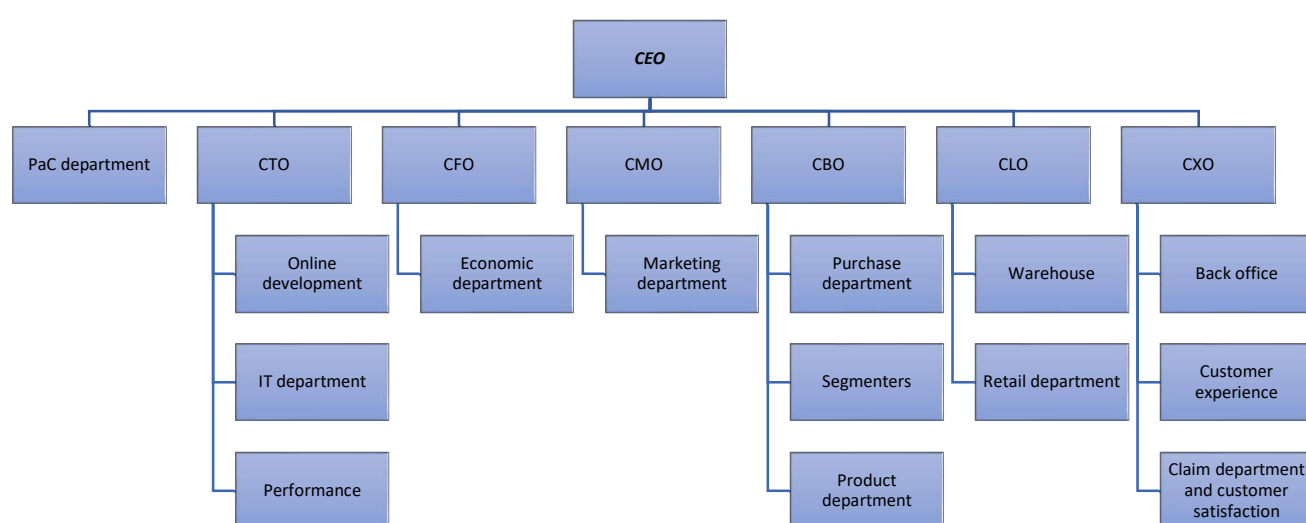 CEO
PaC department
CTO
CFO
CMO
CBO
CLO
CXO
Online
development
Economic
department
Marketing
department
Purchase
department
Warehouse
Back office
IT department
Segmenters
Retail department
Customer
experience
Performance
Product
department
Claim department
and customer
satisfaction